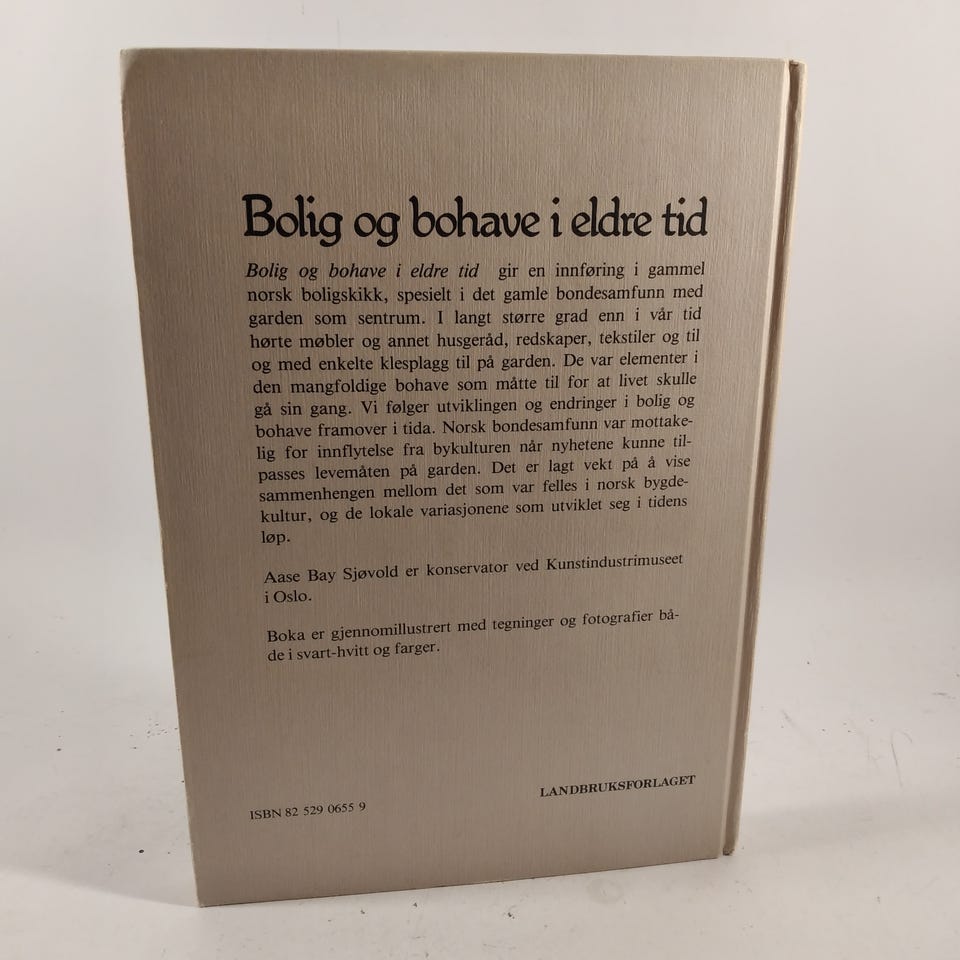 Bolig og bohave i eldre tid
Bolig og bohave i eldre tid gir en innføring i gammel
norsk boligskikk, spesielt i det gamle bondesamfunn med
garden som sentrum. I langt større grad enn i vår tid
hørte møbler og annet husgeråd, redskaper, tekstiler og til
og med enkelte klesplagg til på garden. De var elementer i
den mangfoldige bohave som måtte til for at livet skulle
gå sin gang. Vi følger utviklingen og endringer i bolig og
bohave framover i tida. Norsk bondesamfunn var mottake-
lig for innflytelse fra bykulturen når nyhetene kunne til-
passes levemåten på garden. Det er lagt vekt på å vise
sammenhengen mellom det som var felles i norsk bygde-
kultur, og de lokale variasjonene som utviklet seg i tidens
løp.
Aase Bay Sjøvold er konservator ved Kunstindustrimuseet
i Oslo.
Boka er gjennomillustrert med tegninger og fotografier bå-
de i svart-hvitt og farger.
LANDBRUKSFORLAGET
ISBN 82 529 0655 9